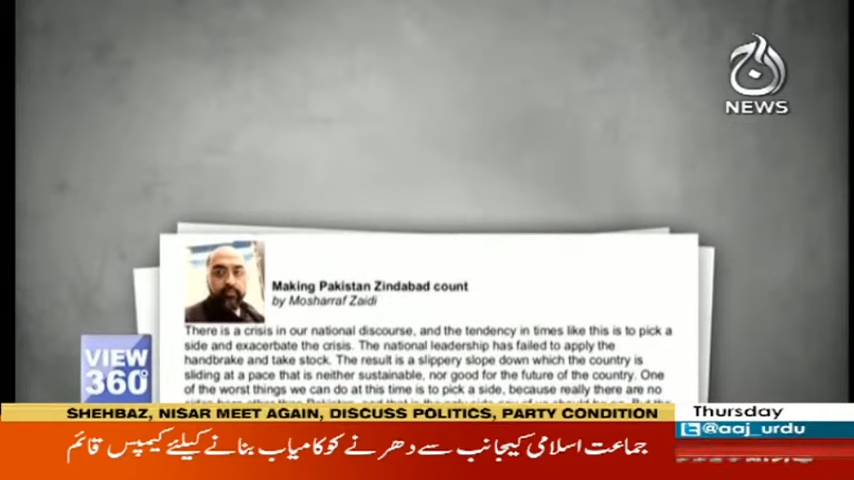 آج
NEWS
Making Pakistan Zindabad count
by Mosharraf Zaidi
There is a crisis in our national discourse, and the tendency in times like this is to pick a
side and exacerbate the crisis. The national leadership has failed to apply the
handbrake and take stock. The result is a slippery slope down which the country is
sliding at a pace that is neither sustainable, nor good for the future of the country. One
of the worst things we can do at this time is to pick a side, because really there are no
VIEW
360°
SHEHBAZ, NISAR MEET AGAIN, DISCUSS POLITICS, PARTY CONDITION
Thursday
@aaj_urdu
جماعت اسلامی کیجانب سے دھرنے کو کامیاب بنانے کیلئے کیمپس قائم